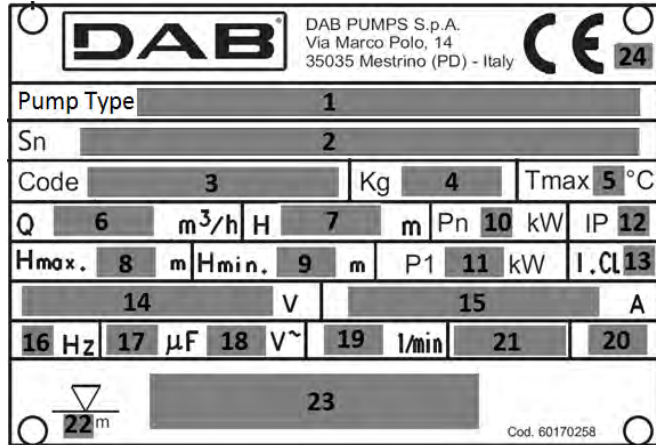 DAB
DAB PUMPS S.p.A.
Via Marco Polo, 14
35035 Mestrino (PD) - Italy
CE 24
Pump Type 1
Sn 2
Code 3 Kg 4 Tmax 5 °C
Q 6 m³/h H 7 m Pn 10 kW IP 12
Hmax. 8 m Hmin. 9 m P1 11 kW I.Cl 13
14 V 15 A
16 Hz 17 µF 18 V~ 19 l/min 21 20
22 m 23
Cod. 60170258